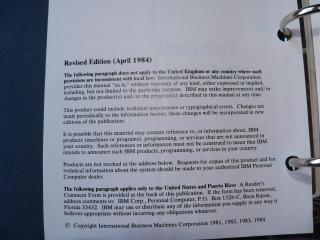 Revised Edition (April 1984)
The following paragraph does not apply to the United Kingdom or any country where such
provisions are inconsistent with local law: International Business Machines Corporation
provides this manual "as is," without warranty of any kind, either expressed or implied,
including, but not limited to the particular purpose. IBM may make improvements and/or
changes in the product(s) and/or the program(s) described in this manual at any time.
This product could include technical inaccuracies or typographical errors. Changes are
made periodically to the information herein; these changes will be incorporated in new
editions of the publication.
It is possible that this material may contain reference to, or information about, IBM
products (machines or programs), programming, or services that are not announced in
your country. Such references or information must not be construed to mean that IBM
intends to announce such IBM products, programming, or services in your country.
Products are not stocked at the address below. Requests for copies of this product and for
technical information about the system should be made to your authorized IBM Personal
Computer dealer.
The following paragraph applies only to the United States and Puerto Rico: A Reader's
Comment Form is provided at the back of this publication. If the form has been removed,
address comments to: IBM Corp., Personal Computer, P.O. Box 1328-C, Boca Raton,
Florida 33432. IBM may use or distribute any of the information you supply in any way it
believes appropriate without incurring any obligations whatever.
© Copyright International Business Machines Corporation 1981, 1982, 1983, 1984